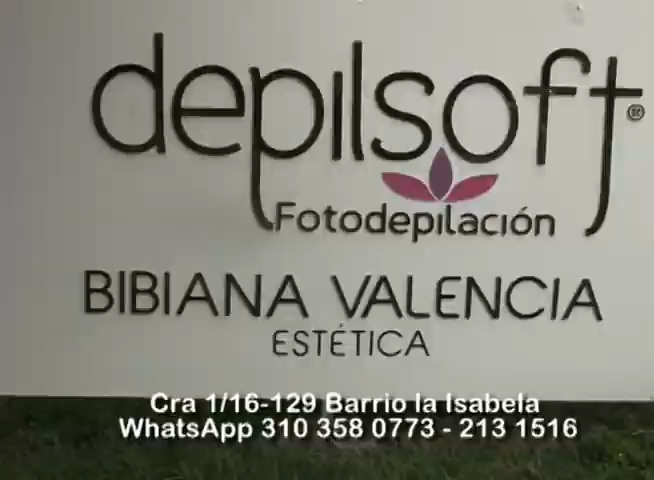 depilsoft®
Fotodepilación
BIBIANA VALENCIA
ESTÉTICA
Cra 1/16-129 Barrio la Isabela
WhatsApp 310 358 0773 - 213 1516